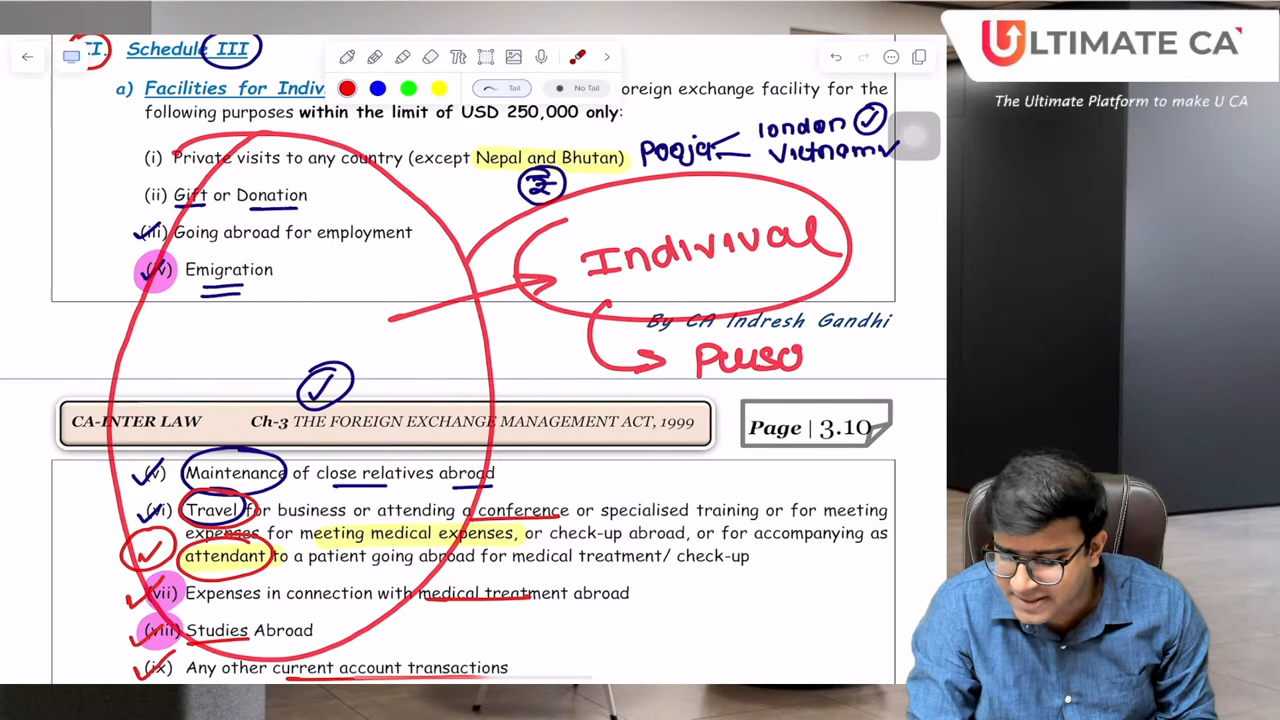 II. Schedule III
ULTIMATE CA
The Ultimate Platform to make U CA
Tail
No Tail
a) Facilities for Indiv oreign exchange facility for the
following purposes within the limit of USD 250,000 only:
(i) Private visits to any country (except Nepal and Bhutan)
Pooja london
Vietnam
(ii) Gift or Donation
(iii) Going abroad for employment
Indivival
(iv) Emigration
By CA Indresh Gandhi
CA-INTER LAW Ch-3 THE FOREIGN EXCHANGE MANAGEMENT ACT, 1999 Page | 3.10
(v) Maintenance of close relatives abroad
(vi) Travel for business or attending a conference or specialised training or for meeting
expenses for meeting medical expenses, or check-up abroad, or for accompanying as
attendant to a patient going abroad for medical treatment/ check-up
(vii) Expenses in connection with medical treatment abroad
(viii) Studies Abroad
(ix) Any other current account transactions